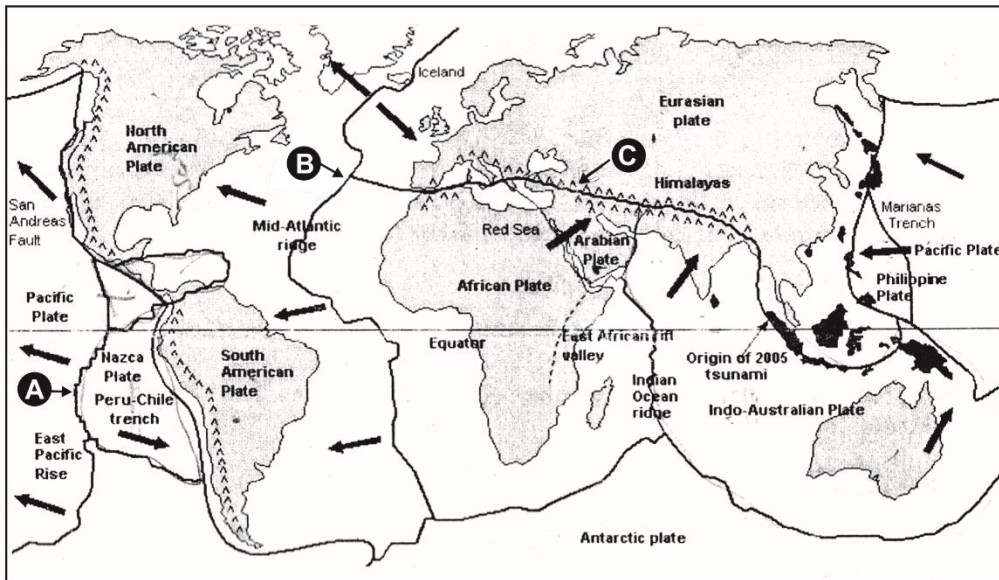 Iceland
Eurasian
plate
North
American
Plate
B
C
Himalayas
San
Andreas
Fault
Mid-Atlantic
ridge
Red Sea
Arabian
Plate
Marianas
Trench
Pacific Plate
African Plate
Philippine
Plate
Pacific
Plate
Equator
East African rift
valley
Origin of 2005
tsunami
Nazca
Plate
South
American
Plate
A
Peru-Chile
trench
Indian
Ocean
ridge
Indo-Australian Plate
East
Pacific
Rise
Antarctic plate